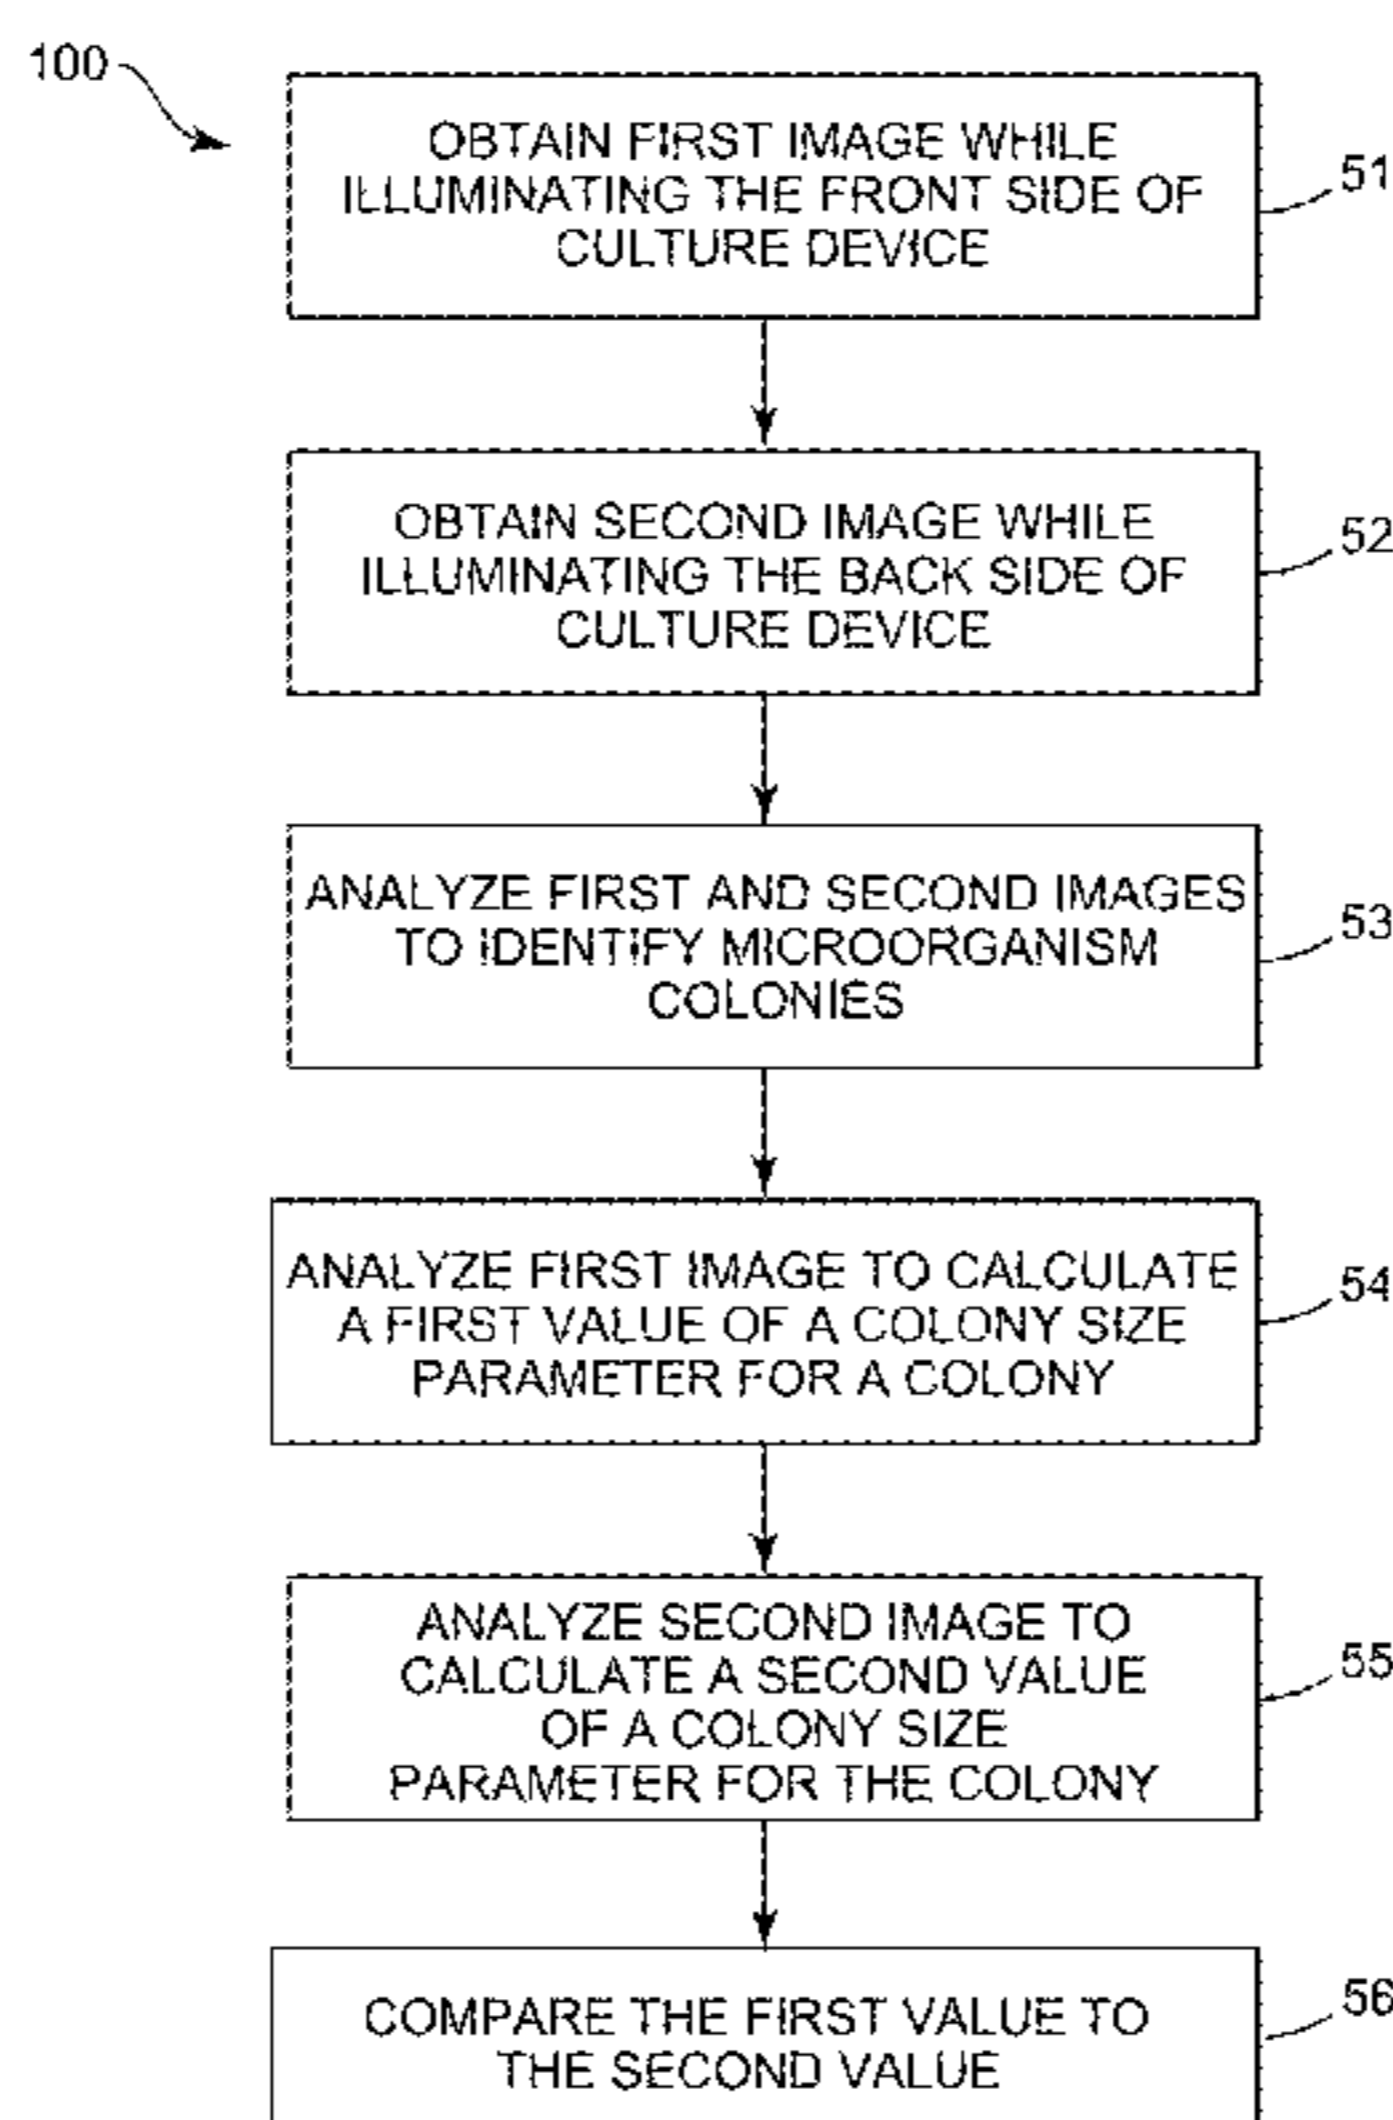 100
OBTAIN FIRST IMAGE WHILE
ILLUMINATING THE FRONT SIDE OF
CULTURE DEVICE
51
OBTAIN SECOND IMAGE WHILE
ILLUMINATING THE BACK SIDE OF
CULTURE DEVICE
52
ANALYZE FIRST AND SECOND IMAGES
TO IDENTIFY MICROORGANISM
COLONIES
53
ANALYZE FIRST IMAGE TO CALCULATE
A FIRST VALUE OF A COLONY SIZE
PARAMETER FOR A COLONY
54
ANALYZE SECOND IMAGE TO
CALCULATE A SECOND VALUE
OF A COLONY SIZE
PARAMETER FOR THE COLONY
55
COMPARE THE FIRST VALUE TO
THE SECOND VALUE
56